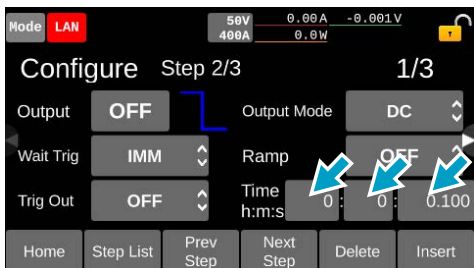 Mode LAN 50V 0.00A -0.001V
400A 0.0W
Configure Step 2/3 1/3
Output OFF Output Mode DC
Wait Trig IMM Ramp OFF
Trig Out OFF Time h:m:s 0 : 0 : 0.100
Home Step List Prev Step Next Step Delete Insert